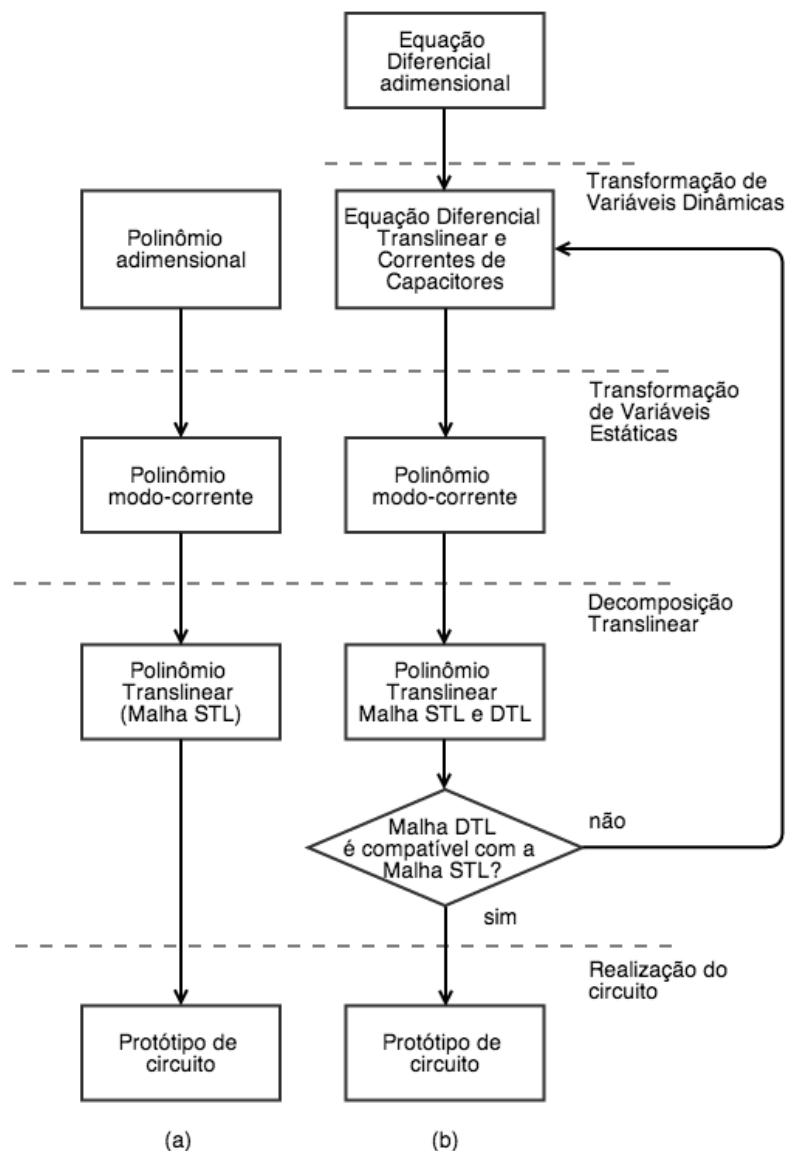 Equação
Diferencial
adimensional
Transformação de
Variáveis Dinâmicas
Polinômio
adimensional
Equação Diferencial
Translinear e
Correntes de
Capacitores
Transformação
de Variáveis
Estáticas
Polinômio
modo-corrente
Polinômio
modo-corrente
Decomposição
Translinear
Polinômio
Translinear
(Malha STL)
Polinômio
Translinear
Malha STL e DTL
Malha DTL
é compatível com a
Malha STL?
não
sim
Realização do
circuito
Protótipo de
circuito
Protótipo de
circuito
(a)
(b)